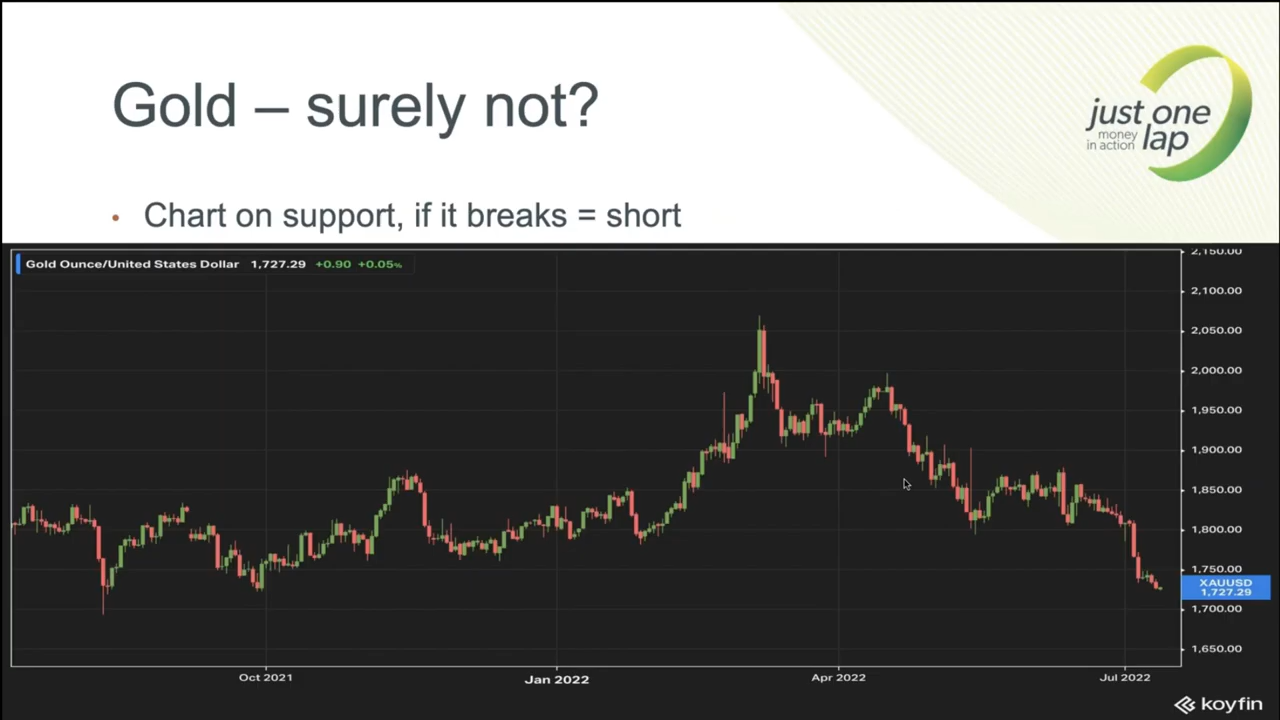 Gold – surely not?
just one
money
in action lap
• Chart on support, if it breaks = short
Gold Ounce/United States Dollar 1,727.29 +0.90 +0.05%
2,150.00
2,100.00
2,050.00
2,000.00
1,950.00
1,900.00
1,850.00
1,800.00
1,750.00
XAUUSD
1,727.29
1,700.00
1,650.00
Oct 2021 Jan 2022 Apr 2022 Jul 2022
koyfin